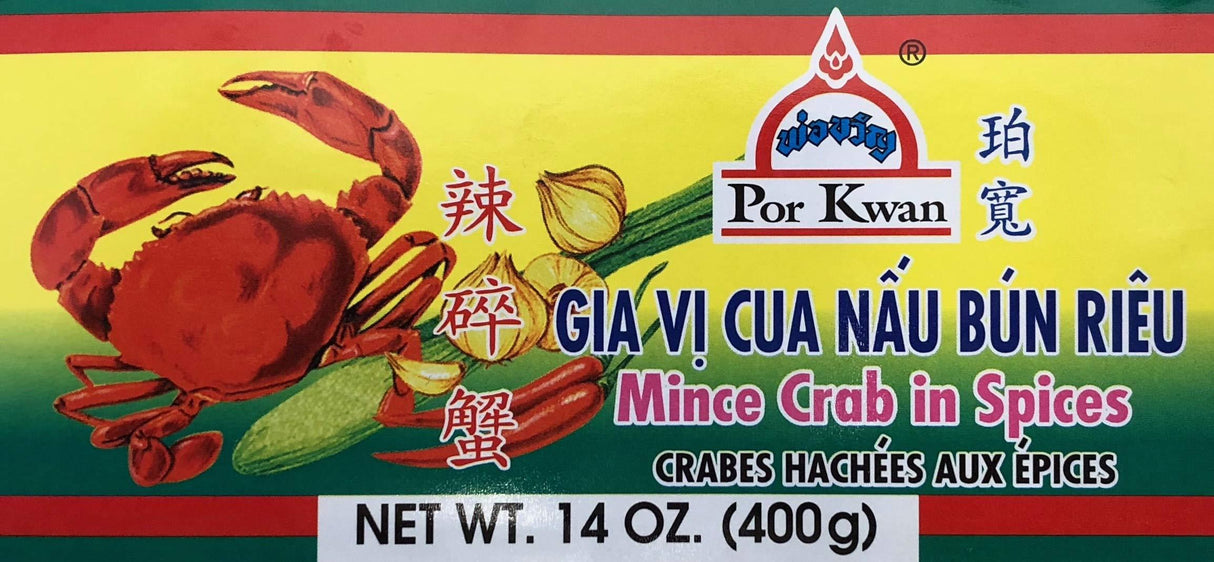 พ่อขวัญ
®
Por Kwan
珀寬
辣碎蟹
GIA VỊ CUA NẤU BÚN RIÊU
Mince Crab in Spices
CRABES HACHÉES AUX ÉPICES
NET WT. 14 OZ. (400g)